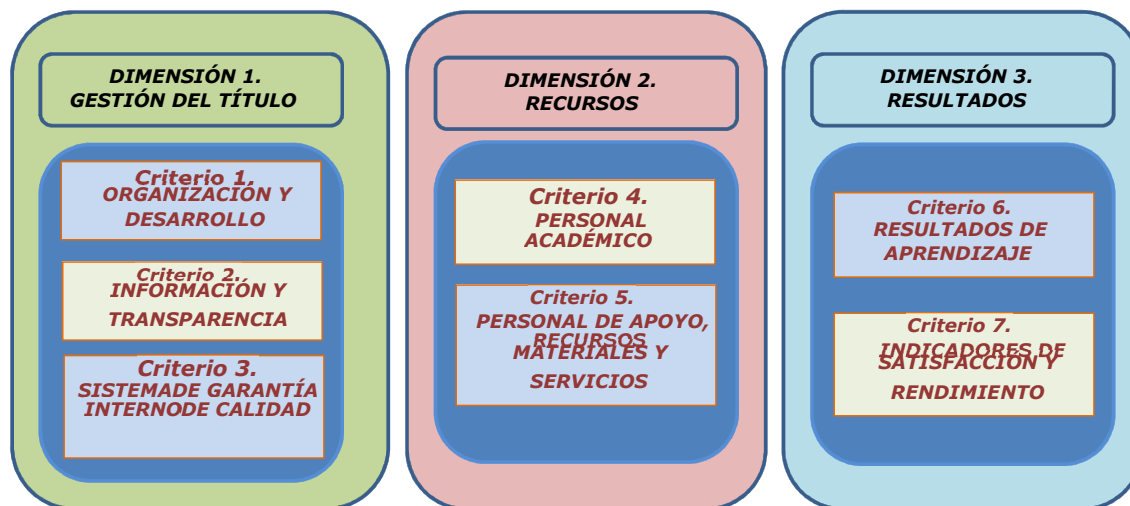 DIMENSIÓN 1.
GESTIÓN DEL TÍTULO
Criterio 1.
ORGANIZACIÓN Y
DESARROLLO
Criterio 2.
INFORMACIÓN Y
TRANSPARENCIA
Criterio 3.
SISTEMADE GARANTÍA
INTERNODE CALIDAD
DIMENSIÓN 2.
RECURSOS
Criterio 4.
PERSONAL
ACADÉMICO
Criterio 5.
PERSONAL DE APOYO,
RECURSOS
MATERIALES Y
SERVICIOS
DIMENSIÓN 3.
RESULTADOS
Criterio 6.
RESULTADOS DE
APRENDIZAJE
Criterio 7.
INDICADORES DE
SATISFACCIÓN Y
RENDIMIENTO